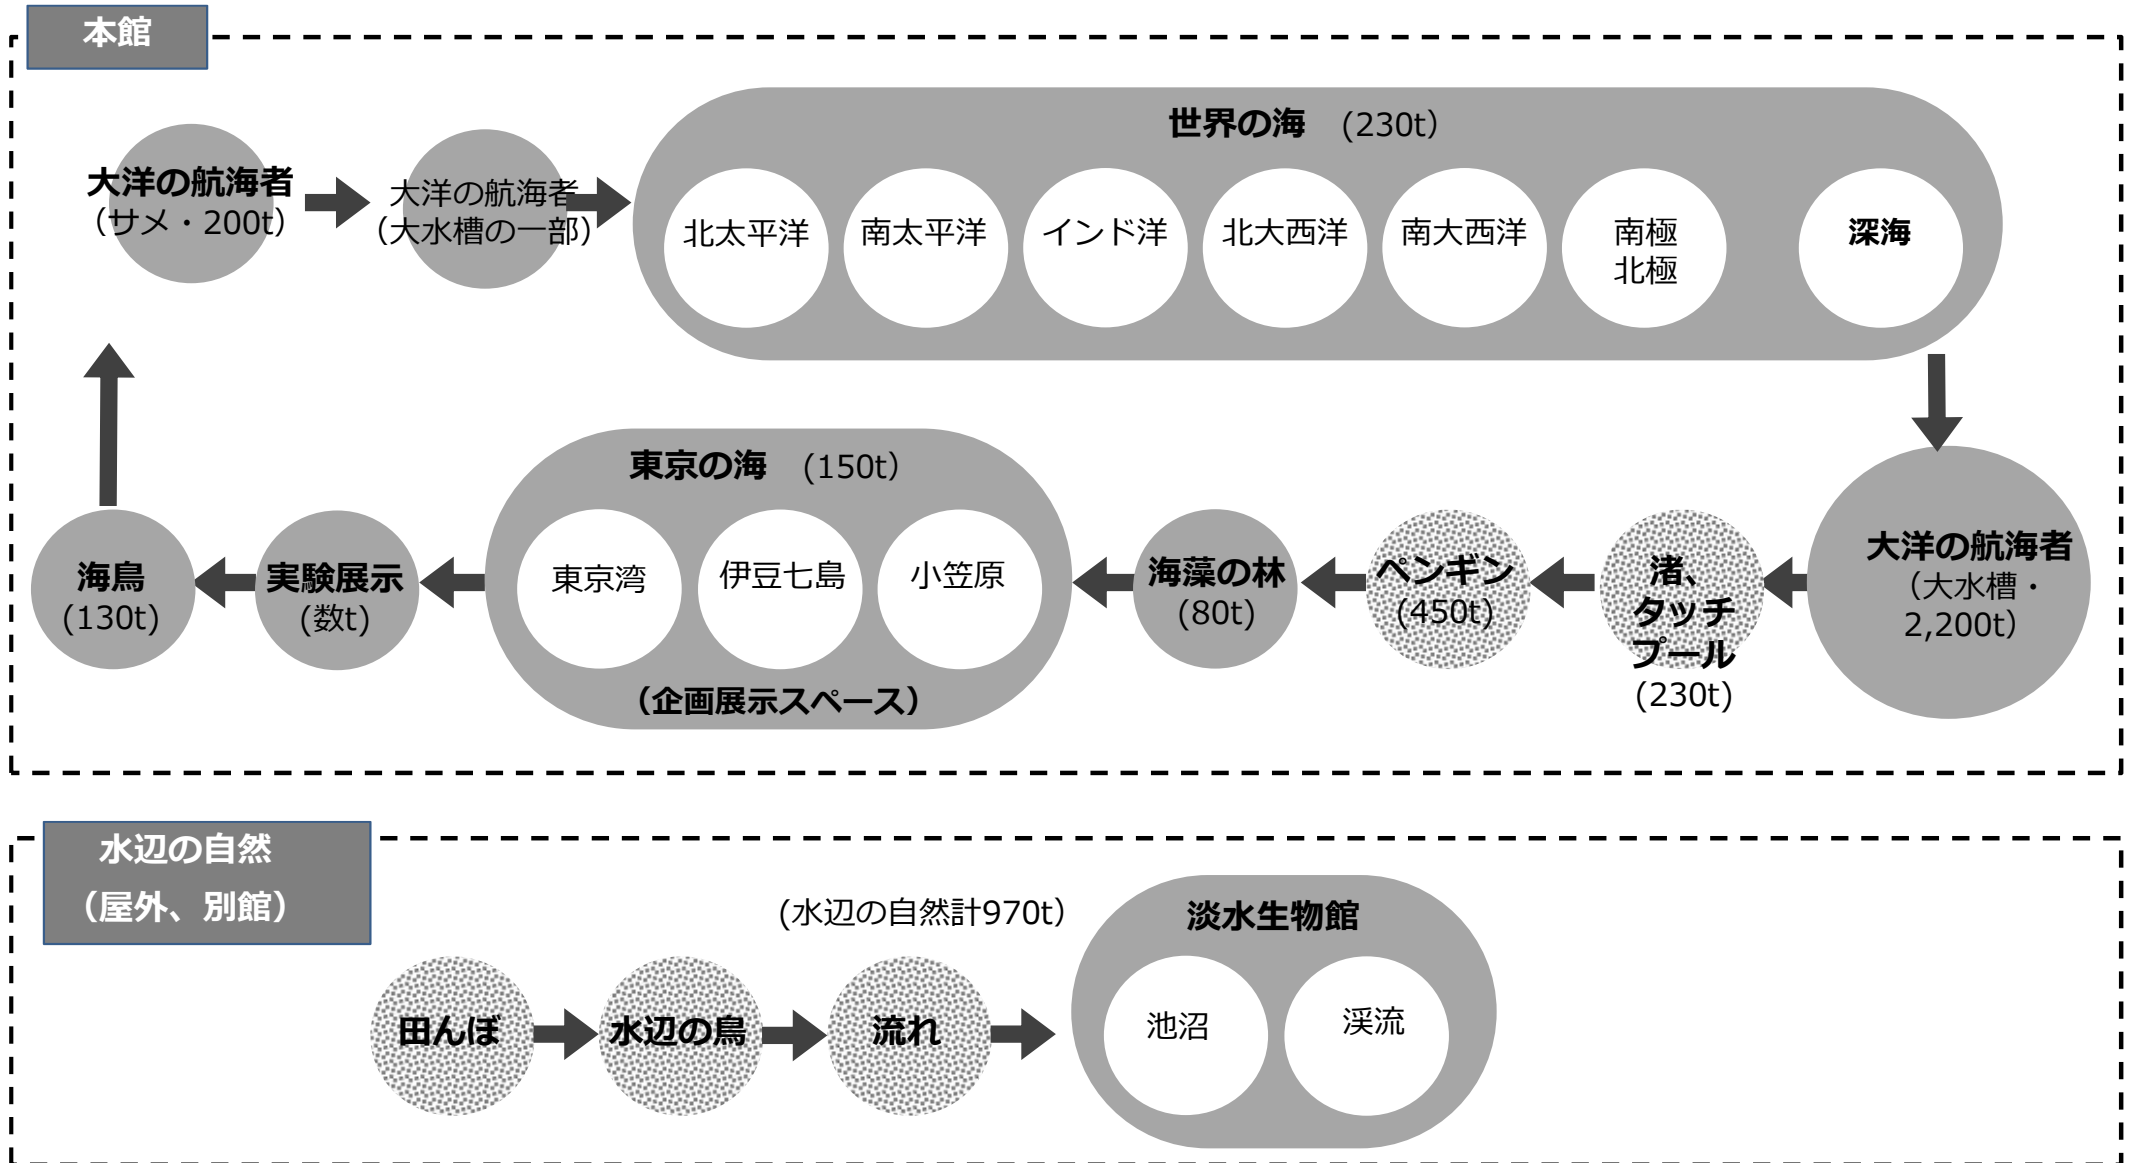 本館
世界の海 (230t)
大洋の航海者
(サメ・200t)
大洋の航海者
(大水槽の一部)
北太平洋
南太平洋
インド洋
北大西洋
南大西洋
南極
北極
深海
大洋の航海者
(大水槽・
2,200t)
渚、
タッチ
プール
(230t)
ペンギン
(450t)
海藻の林
(80t)
東京の海 (150t)
東京湾
伊豆七島
小笠原
(企画展示スペース)
実験展示
(数t)
海鳥
(130t)
水辺の自然
(屋外、別館)
(水辺の自然計970t)
田んぼ
水辺の鳥
流れ
淡水生物館
池沼
渓流